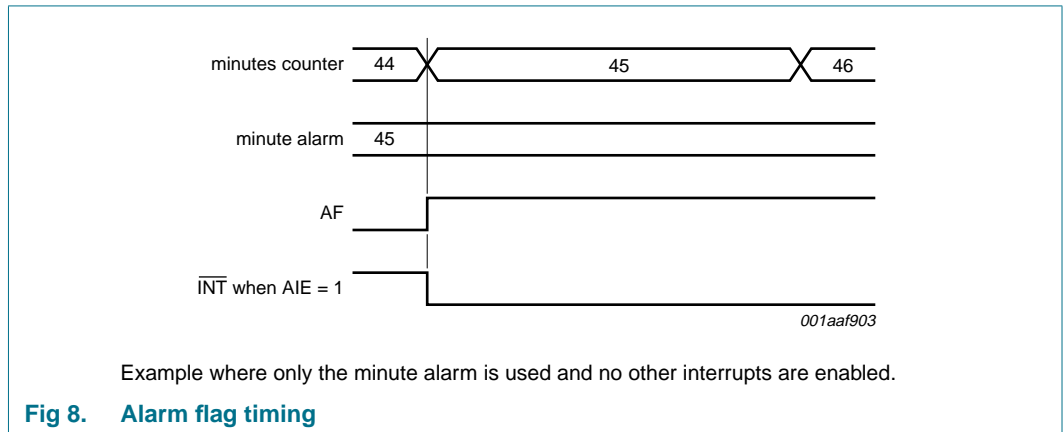 minutes counter 44 45 46
minute alarm 45
AF
INT when AIE = 1
001aaf903
Example where only the minute alarm is used and no other interrupts are enabled.
Fig 8. Alarm flag timing